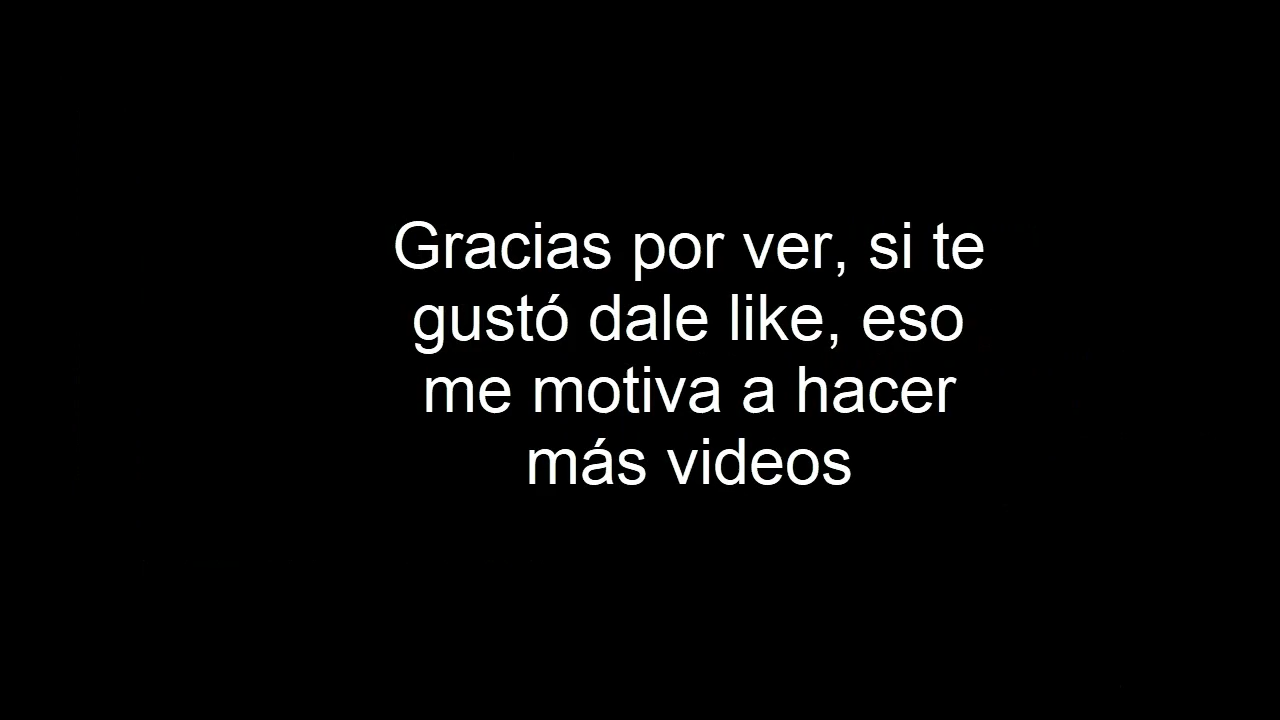 Gracias por ver, si te
gustó dale like, eso
me motiva a hacer
más videos